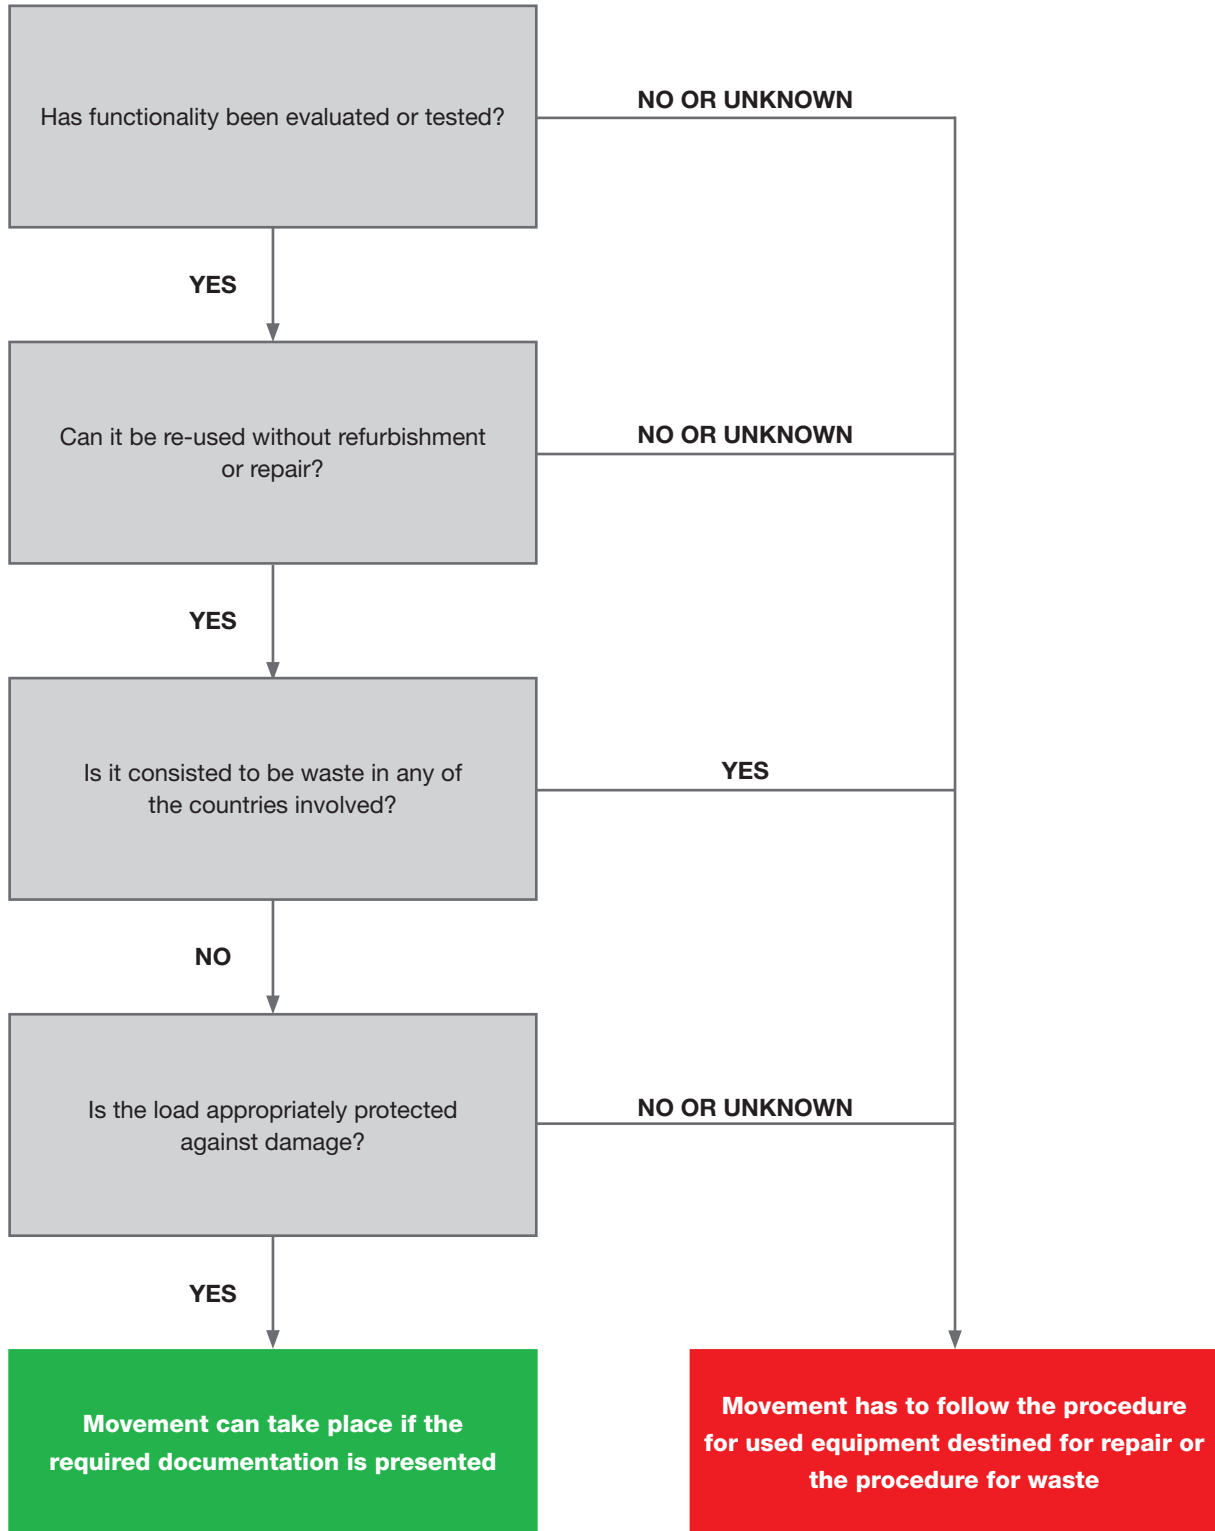 Has functionality been evaluated or tested?
NO OR UNKNOWN
YES
Can it be re-used without refurbishment
or repair?
NO OR UNKNOWN
YES
Is it consisted to be waste in any of
the countries involved?
YES
NO
Is the load appropriately protected
against damage?
NO OR UNKNOWN
YES
Movement can take place if the
required documentation is presented
Movement has to follow the procedure
for used equipment destined for repair or
the procedure for waste